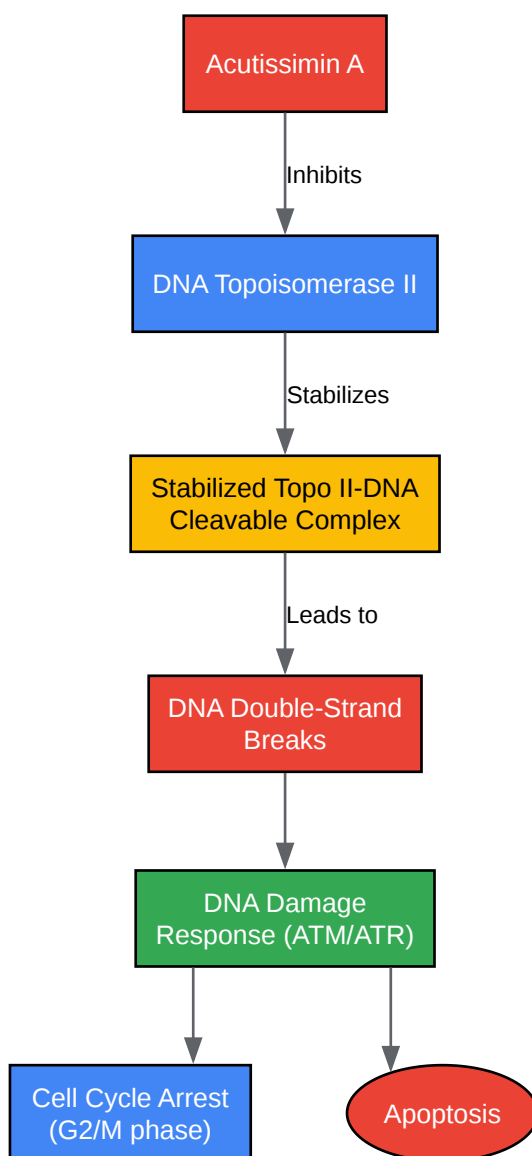 Acutissimin A
Inhibits
DNA Topoisomerase II
Stabilizes
Stabilized Topo II-DNA
Cleavable Complex
Leads to
DNA Double-Strand
Breaks
DNA Damage
Response (ATM/ATR)
Cell Cycle Arrest
(G2/M phase)
Apoptosis